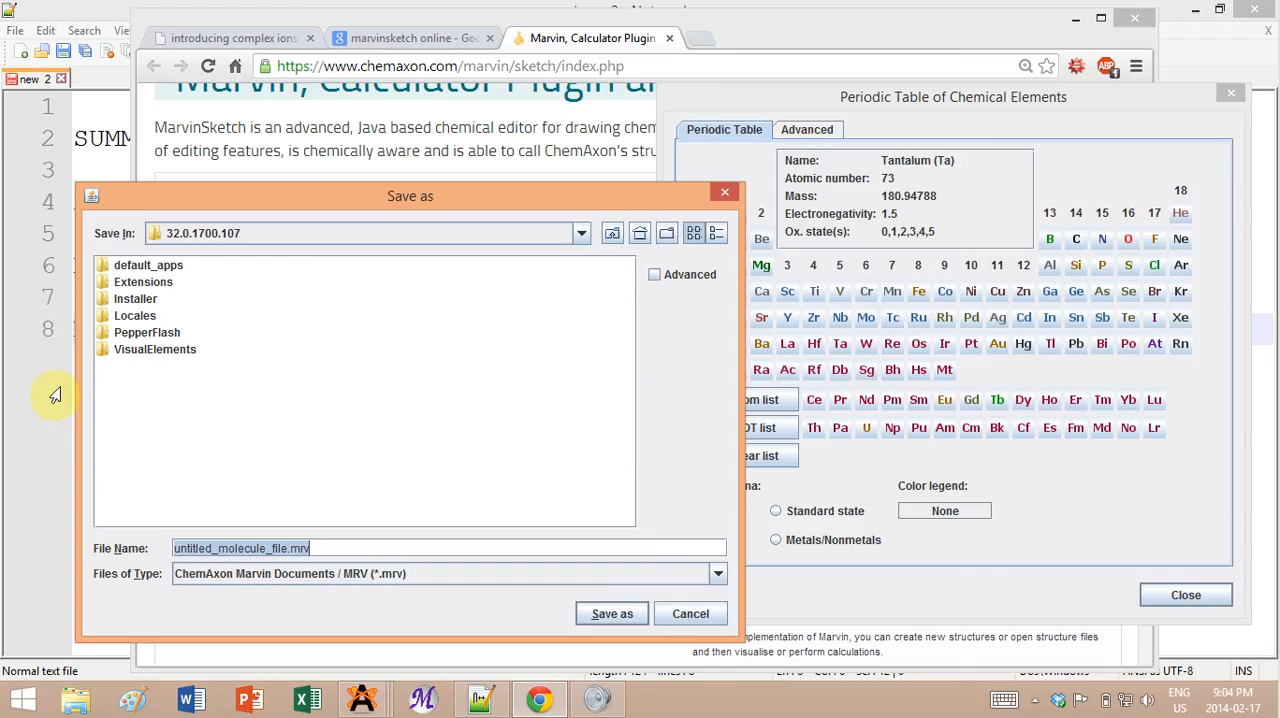 File Edit Search
new 2
1
2 SUMM
3
4
5
6
7
8
introducing complex ions
marvinsketch online - Goo
Marvin, Calculator Plugin
https://www.chemaxon.com/marvin/sketch/index.php
ABP 1
Marvin, Calculator Plugin
MarvinSketch is an advanced, Java based chemical editor for drawing chem
of editing features, is chemically aware and is able to call ChemAxon's stru
Periodic Table of Chemical Elements
Periodic Table Advanced
Name: Tantalum (Ta)
Atomic number: 73
Mass: 180.94788
Electronegativity: 1.5
Ox. state(s): 0,1,2,3,4,5
18
2 13 14 15 16 17 He
Be B C N O F Ne
Mg 3 4 5 6 7 8 9 10 11 12 Al Si P S Cl Ar
Ca Sc Ti V Cr Mn Fe Co Ni Cu Zn Ga Ge As Se Br Kr
Sr Y Zr Nb Mo Tc Ru Rh Pd Ag Cd In Sn Sb Te I Xe
Ba La Hf Ta W Re Os Ir Pt Au Hg Tl Pb Bi Po At Rn
Ra Ac Rf Db Sg Bh Hs Mt
om list Ce Pr Nd Pm Sm Eu Gd Tb Dy Ho Er Tm Yb Lu
OT list Th Pa U Np Pu Am Cm Bk Cf Es Fm Md No Lr
ear list
Color legend:
Standard state None
Metals/Nonmetals
Close
plementation of Marvin, you can create new structures or open structure files
and then visualise or perform calculations.
Save as
Save In: 32.0.1700.107
default_apps
Extensions
Installer
Locales
PepperFlash
VisualElements
Advanced
File Name: untitled_molecule_file.mrv
Files of Type: ChemAxon Marvin Documents / MRV (*.mrv)
Save as Cancel
Normal text file
UTF-8 INS
ENG 9:04 PM
US 2014-02-17